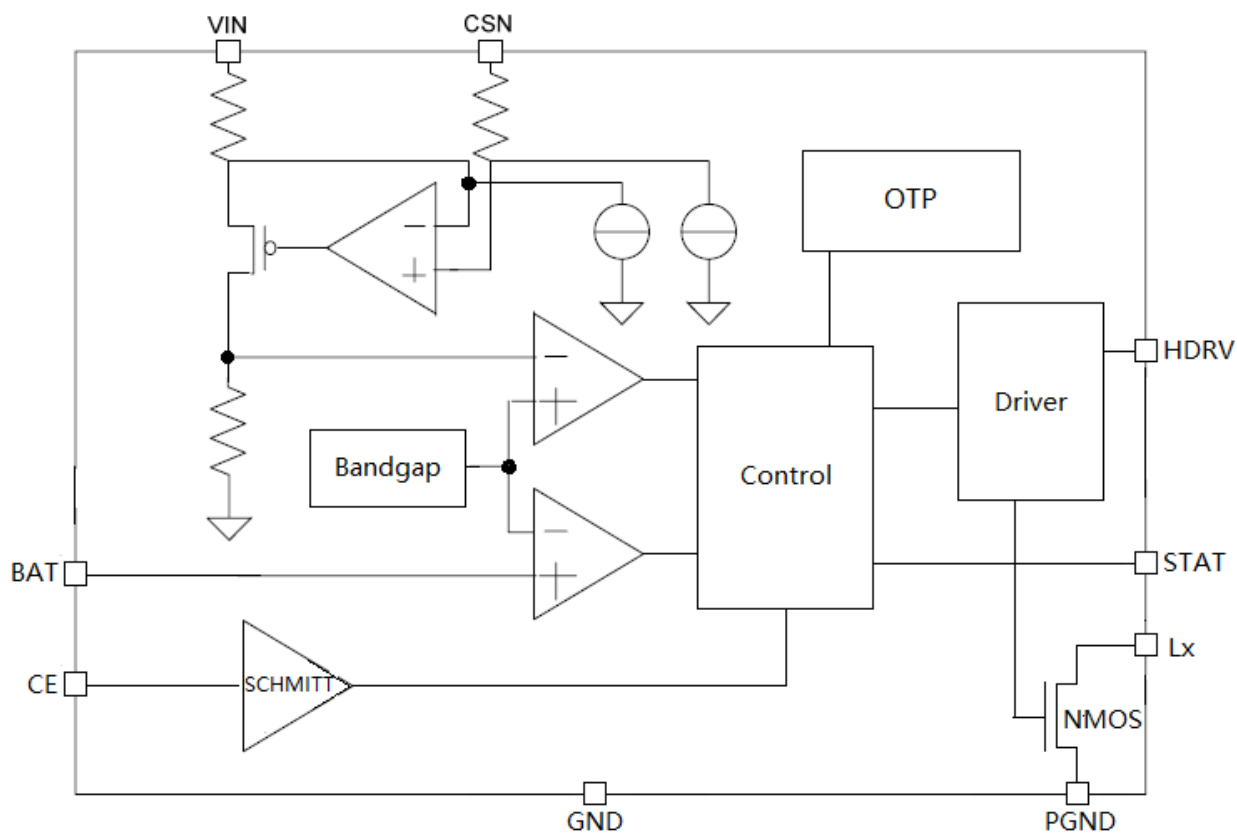 VIN
CSN
OTP
HDRV
Driver
Bandgap
Control
BAT
STAT
Lx
CE
SCHMITT
NMOS
GND
PGND